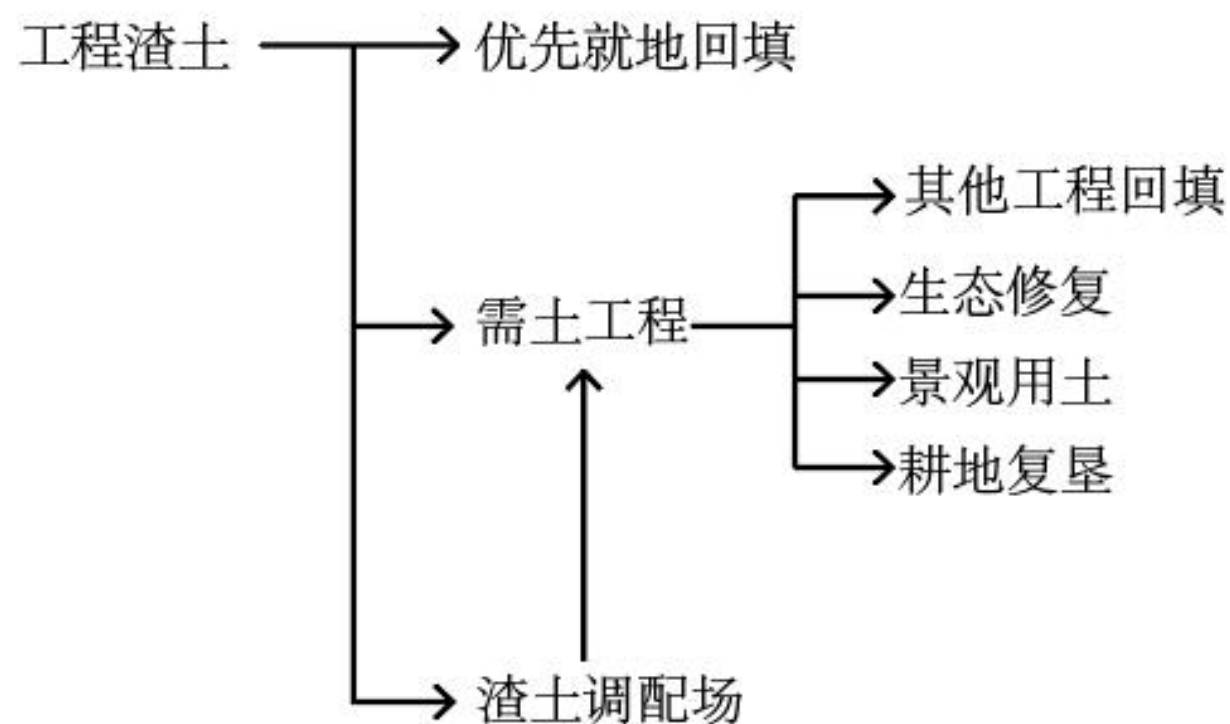 工程渣土
优先就地回填
其他工程回填
生态修复
需土工程
景观用土
耕地复垦
渣土调配场